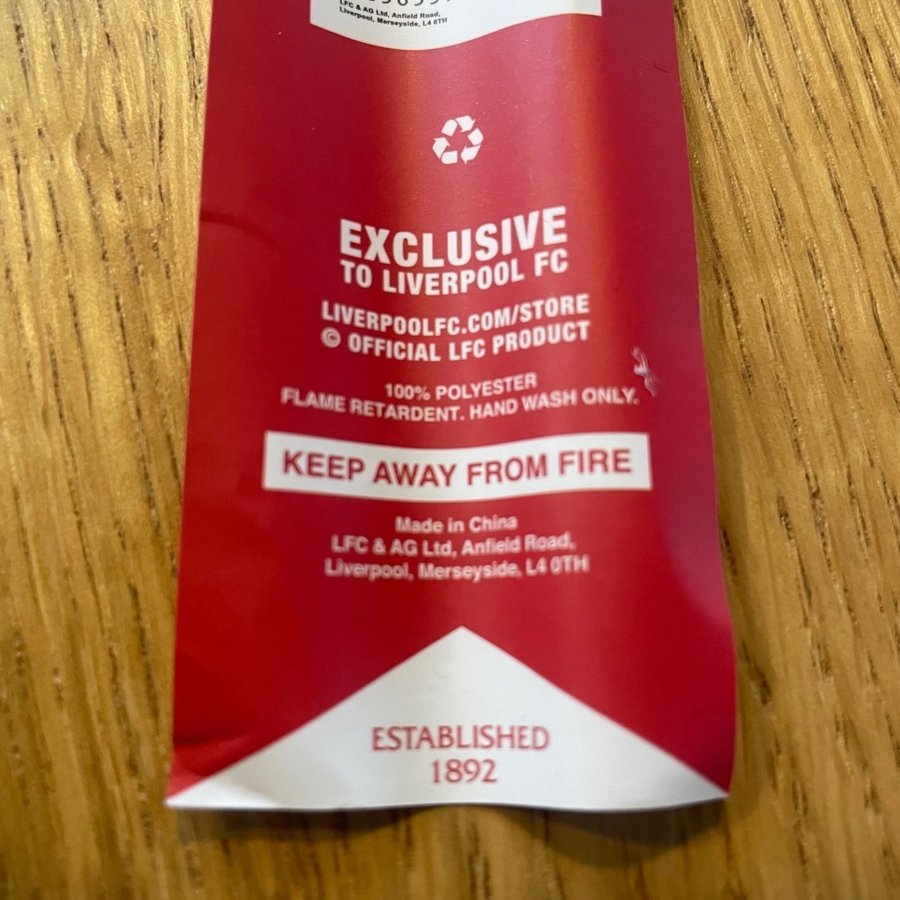 LFC & AG Ltd, Anfield Road,
Liverpool, Merseyside, L4 0TH
EXCLUSIVE
TO LIVERPOOL FC
LIVERPOOLFC.COM/STORE
© OFFICIAL LFC PRODUCT
100% POLYESTER
FLAME RETARDENT. HAND WASH ONLY.
KEEP AWAY FROM FIRE
Made in China
LFC & AG Ltd, Anfield Road,
Liverpool, Merseyside, L4 0TH
ESTABLISHED
1892